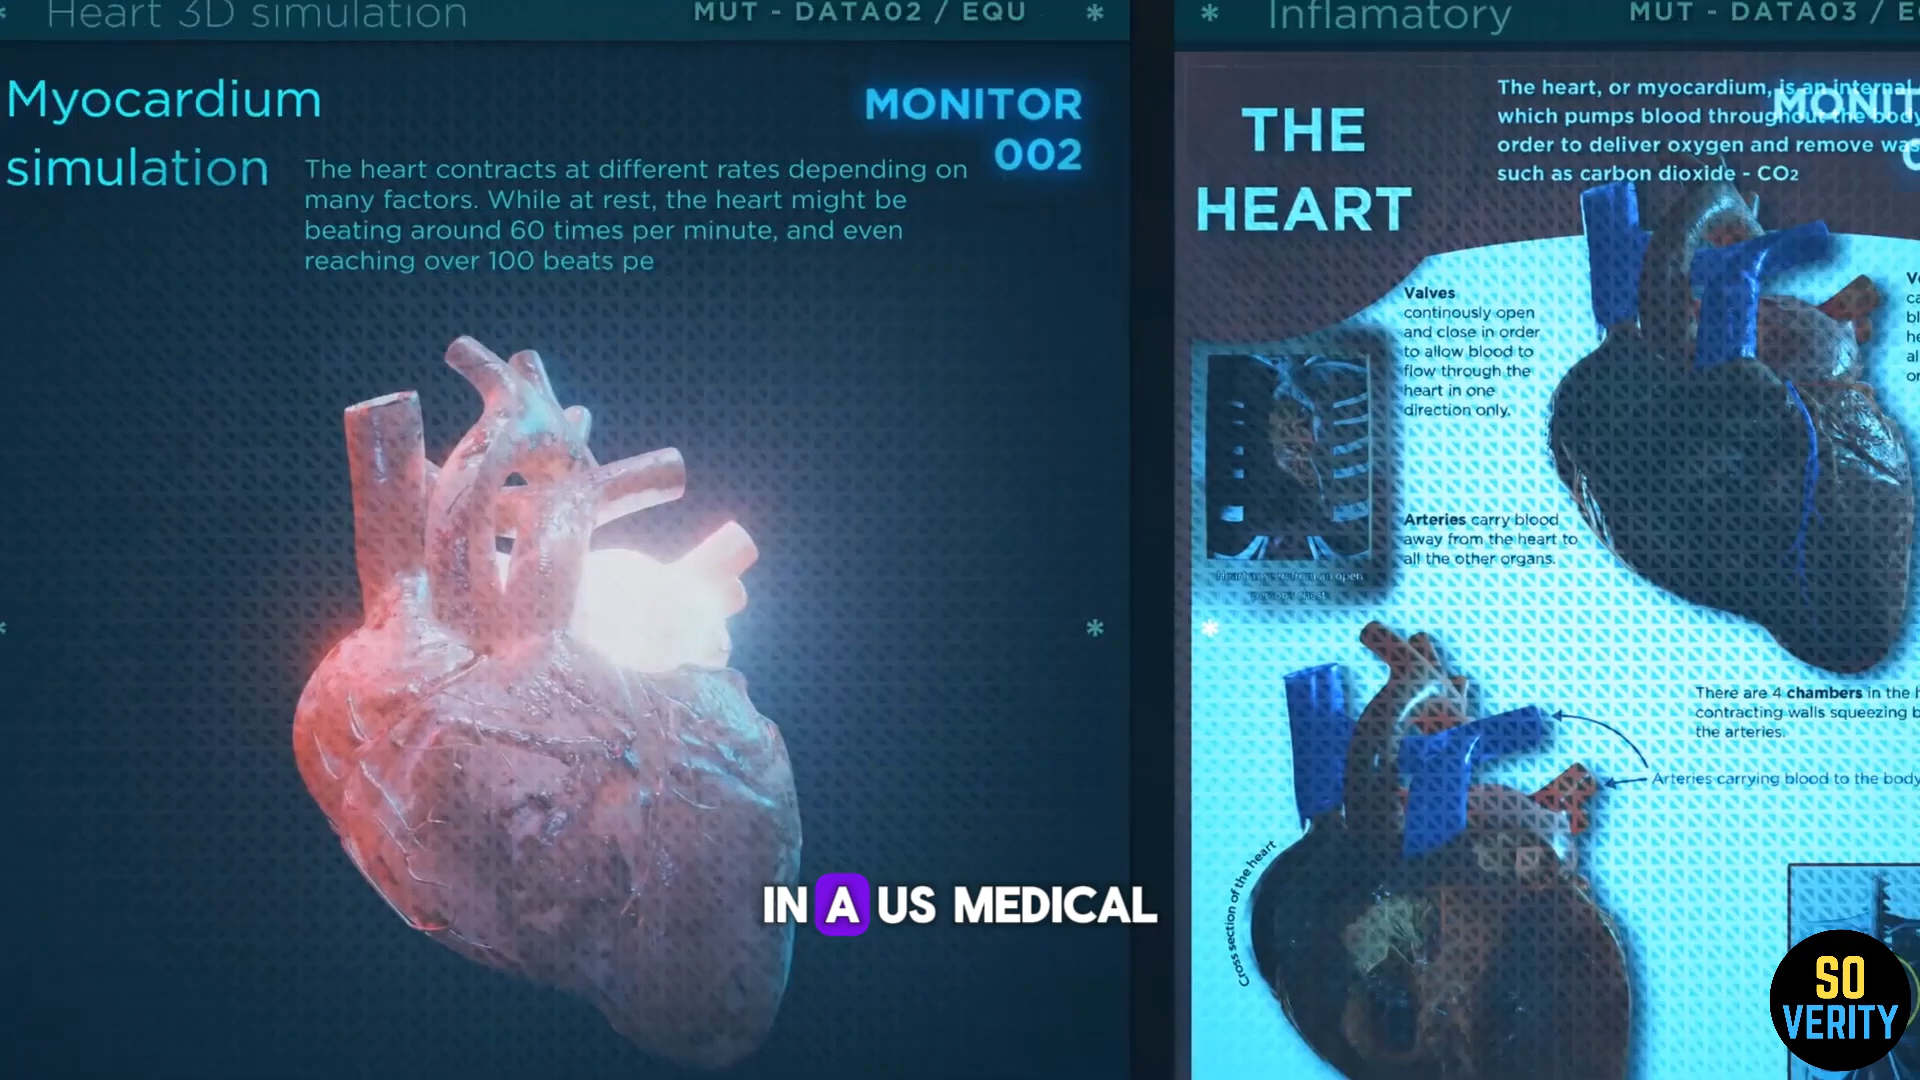 Heart 3D simulation
MUT - DATA02 / EQU
*
Myocardium
simulation
MONITOR
002
The heart contracts at different rates depending on
many factors. While at rest, the heart might be
beating around 60 times per minute, and even
reaching over 100 beats pe
*
* Inflamatory
MUT - DATA03 /
THE
HEART
The heart, or myocardium, is an internal
which pumps blood throughout the body
order to deliver oxygen and remove
such as carbon dioxide - CO₂
Valves
continously open
and close in order
to allow blood to
flow through the
heart in one
direction only.
Arteries carry blood
away from the heart to
all the other organs.
*
There are 4 chambers in the
contracting walls squeezing
the arteries.
Arteries carrying blood to the body
Cross section of the heart
IN A US MEDICAL
SO
VERITY